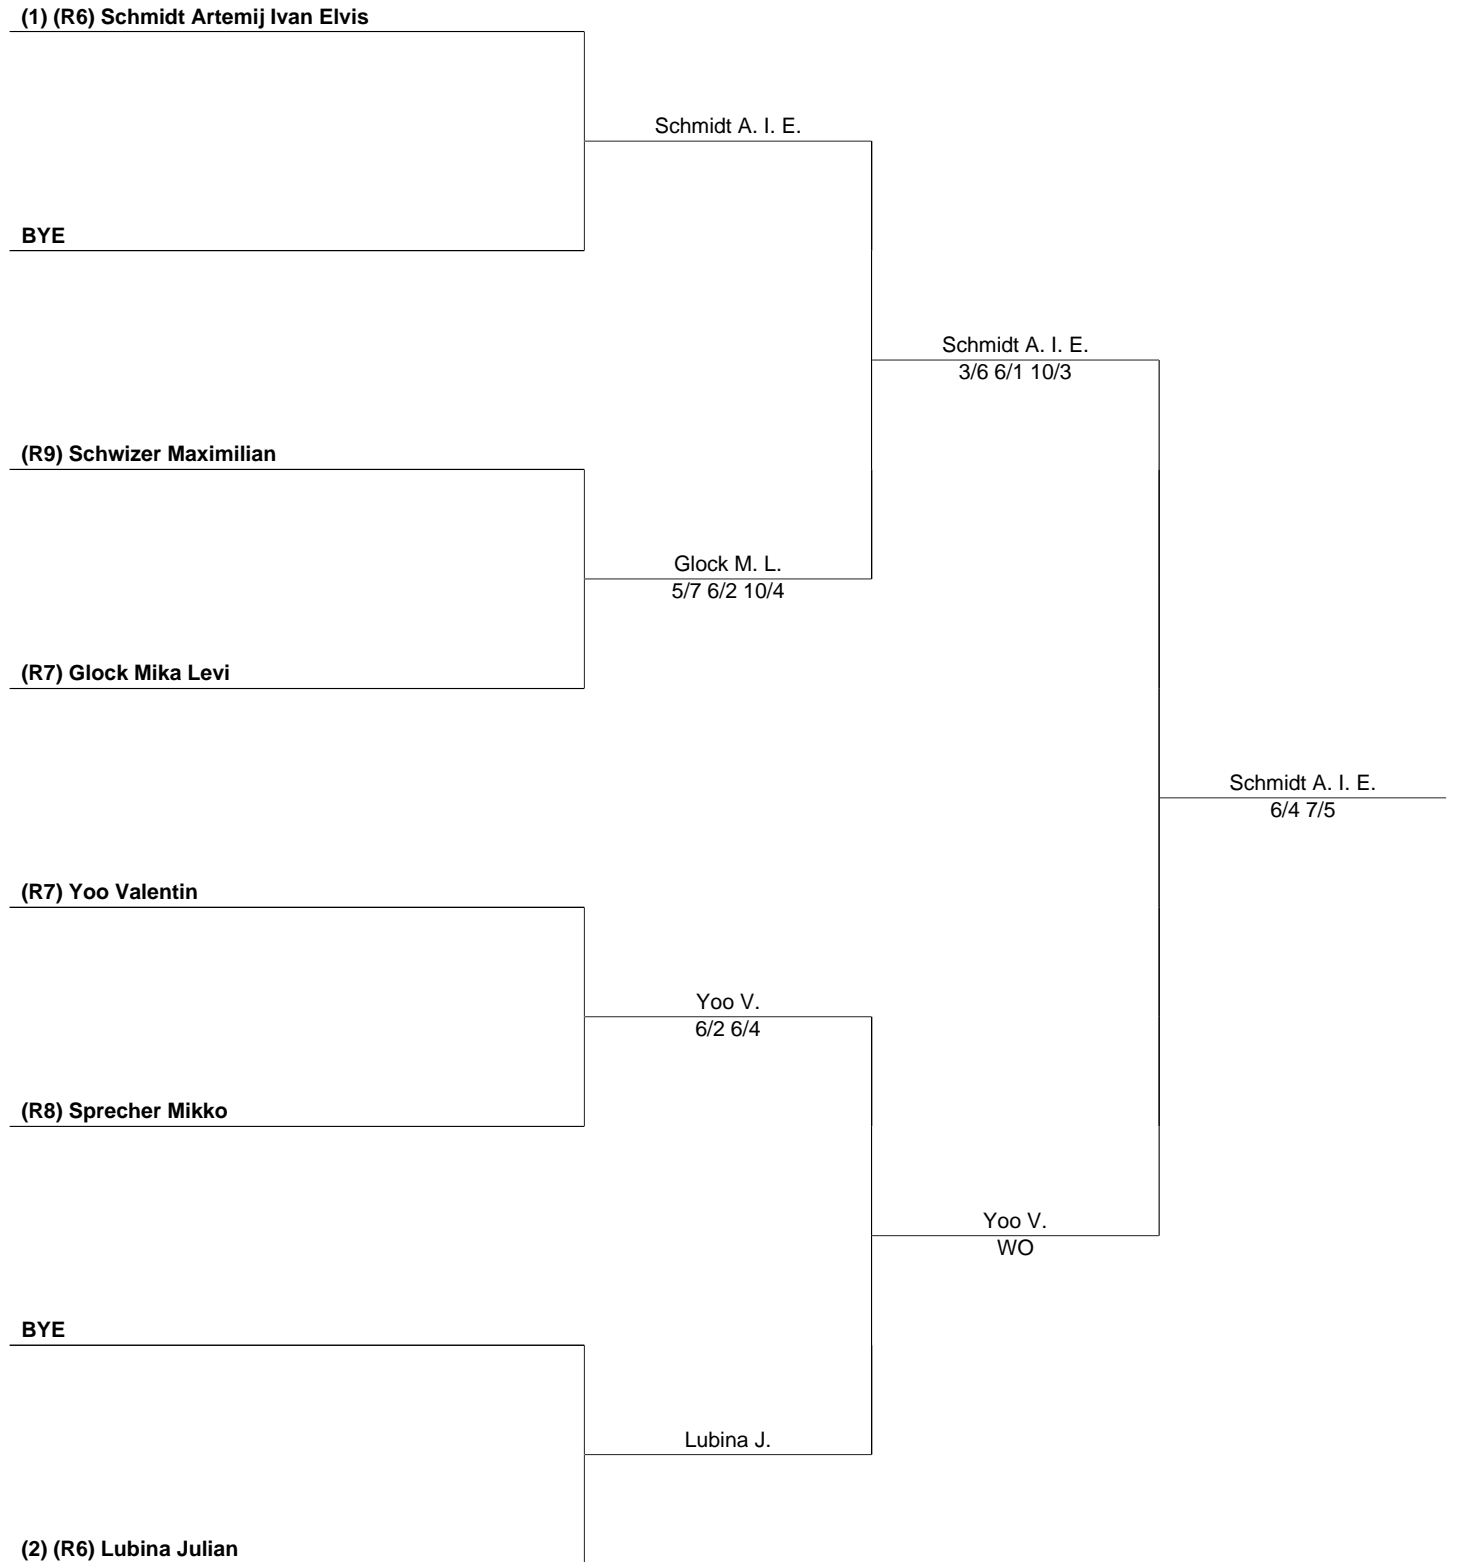 (1) (R6) Schmidt Artemij Ivan Elvis
Schmidt A. I. E.
BYE
Schmidt A. I. E.
3/6 6/1 10/3
(R9) Schwizer Maximilian
Glock M. L.
5/7 6/2 10/4
(R7) Glock Mika Levi
Schmidt A. I. E.
6/4 7/5
(R7) Yoo Valentin
Yoo V.
6/2 6/4
(R8) Sprecher Mikko
Yoo V.
WO
BYE
Lubina J.
(2) (R6) Lubina Julian